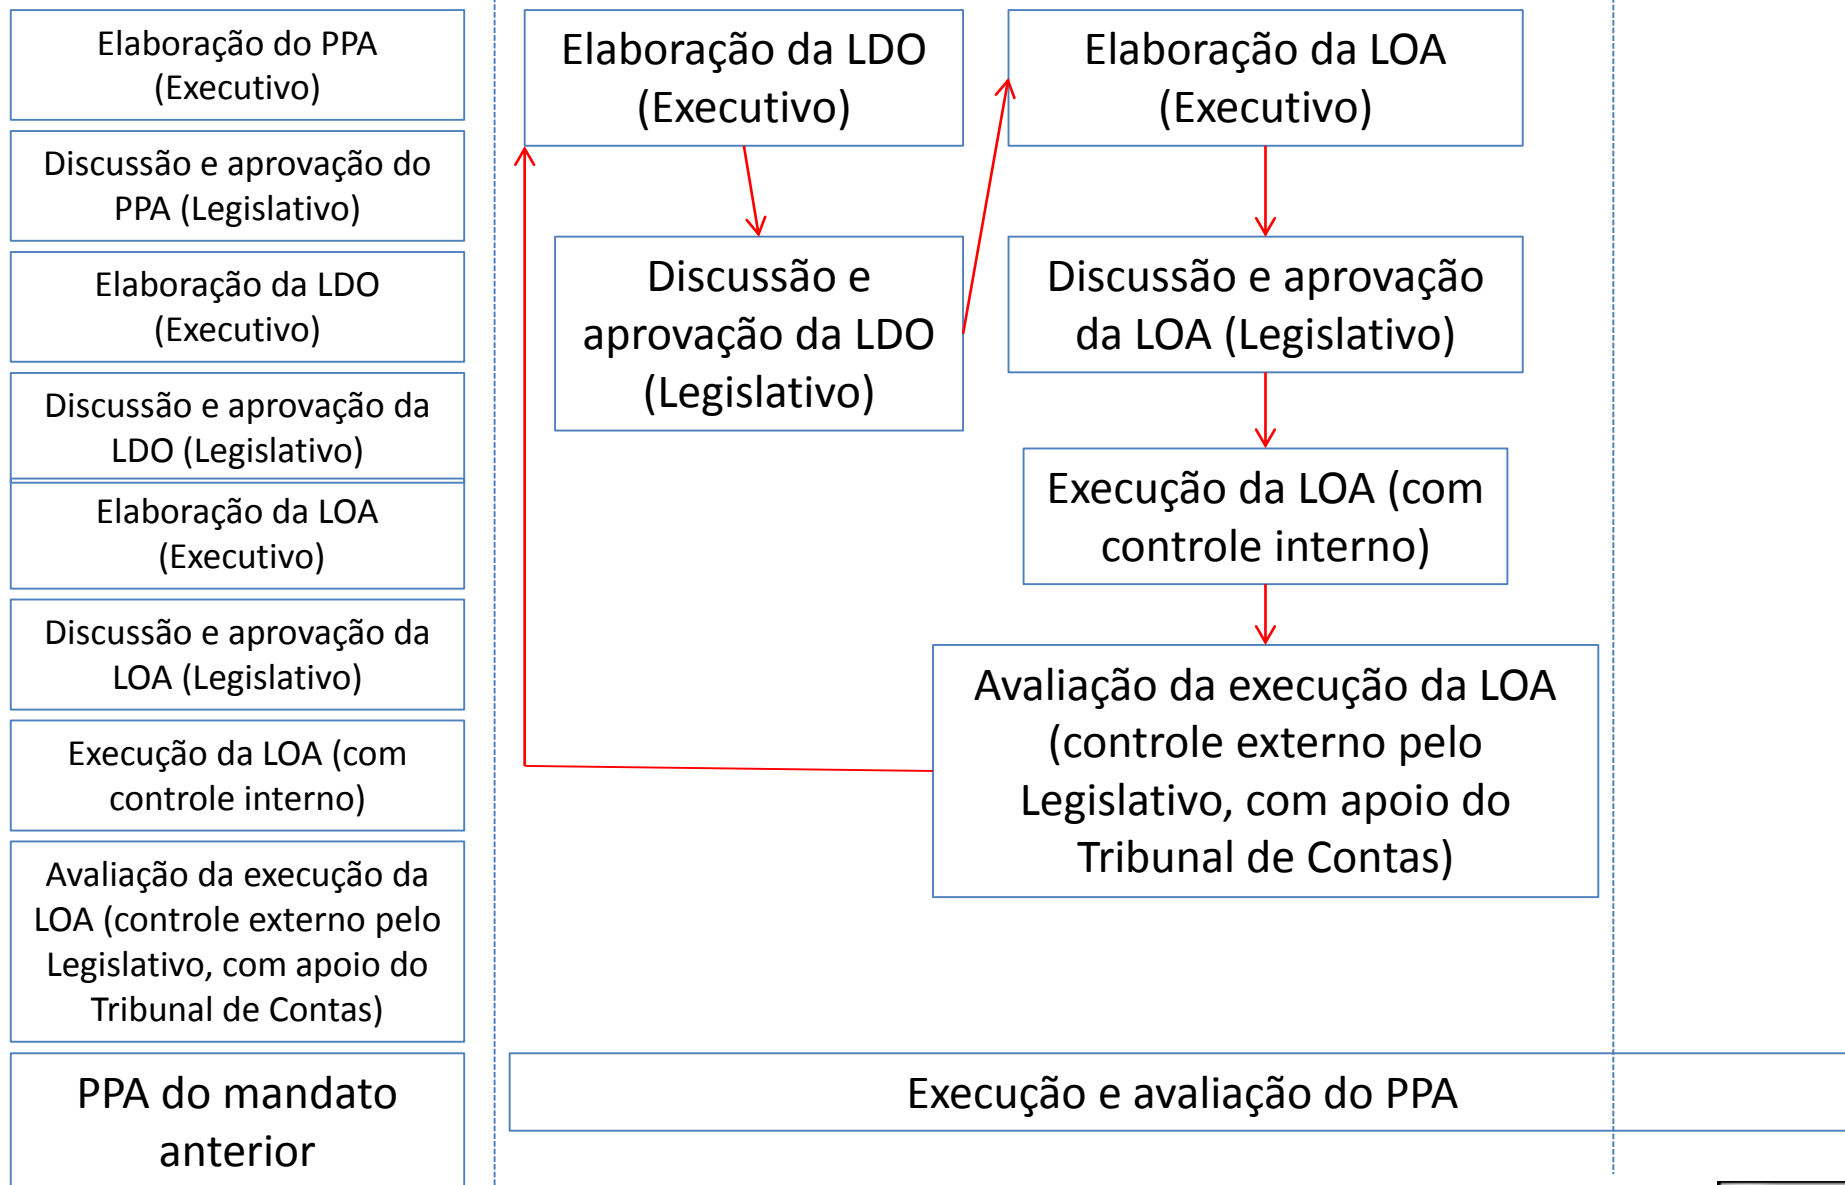 Elaboração do PPA
(Executivo)
Discussão e aprovação do
PPA (Legislativo)
Elaboração da LDO
(Executivo)
Discussão e aprovação da
LDO (Legislativo)
Elaboração da LOA
(Executivo)
Discussão e aprovação da
LOA (Legislativo)
Execução da LOA (com
controle interno)
Avaliação da execução da
LOA (controle externo pelo
Legislativo, com apoio do
Tribunal de Contas)
PPA do mandato
anterior
Elaboração da LDO
(Executivo)
Discussão e
aprovação da LDO
(Legislativo)
Elaboração da LOA
(Executivo)
Discussão e aprovação
da LOA (Legislativo)
Execução da LOA (com
controle interno)
Avaliação da execução da LOA
(controle externo pelo
Legislativo, com apoio do
Tribunal de Contas)
Execução e avaliação do PPA